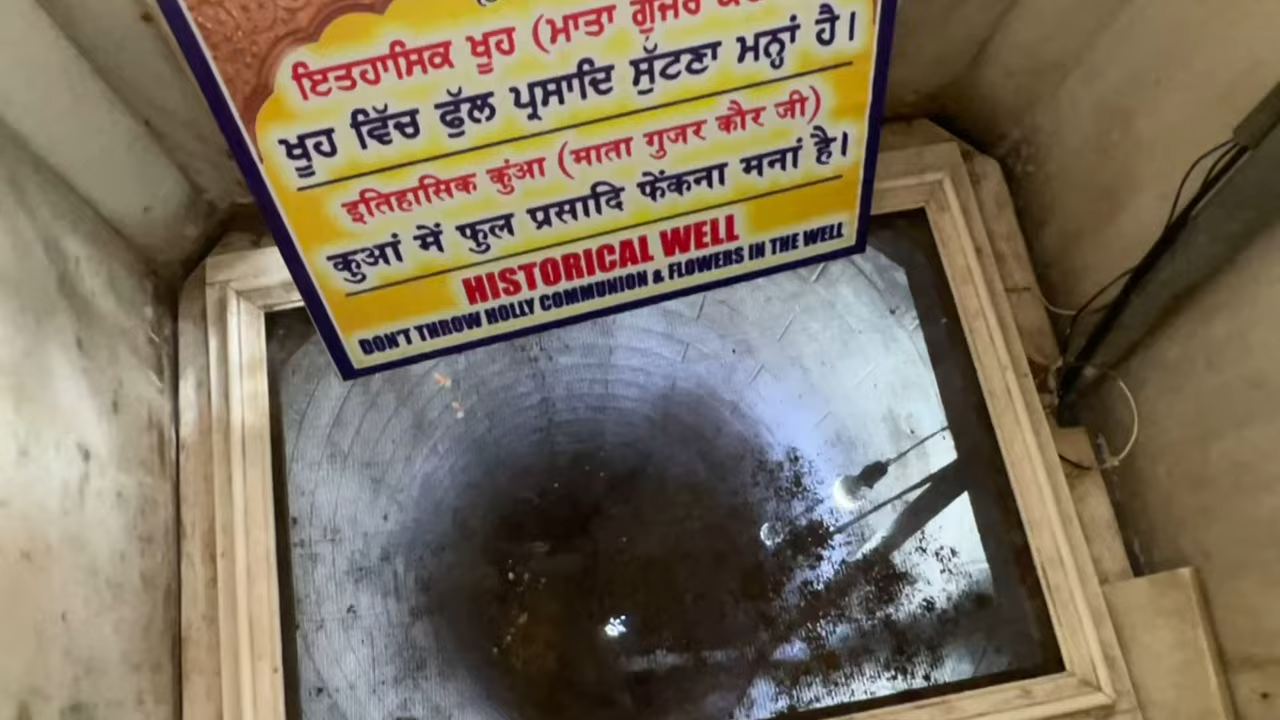 ਇਤਹਾਸਿਕ ਖੂਹ (ਮਾਤਾ ਗੁੱਜਰ
ਖੂਹ ਵਿੱਚ ਫੁੱਲ ਪ੍ਰਸਾਦਿ ਸੁੱਟਣਾ ਮਨ੍ਹਾਂ ਹੈ।
इतिहासिक कुंआ (माता गुजर कौर जी)
कुआं में फुल प्रसादि फेंकना मनां है।
HISTORICAL WELL
DON'T THROW HOLLY COMMUNION & FLOWERS IN THE WELL